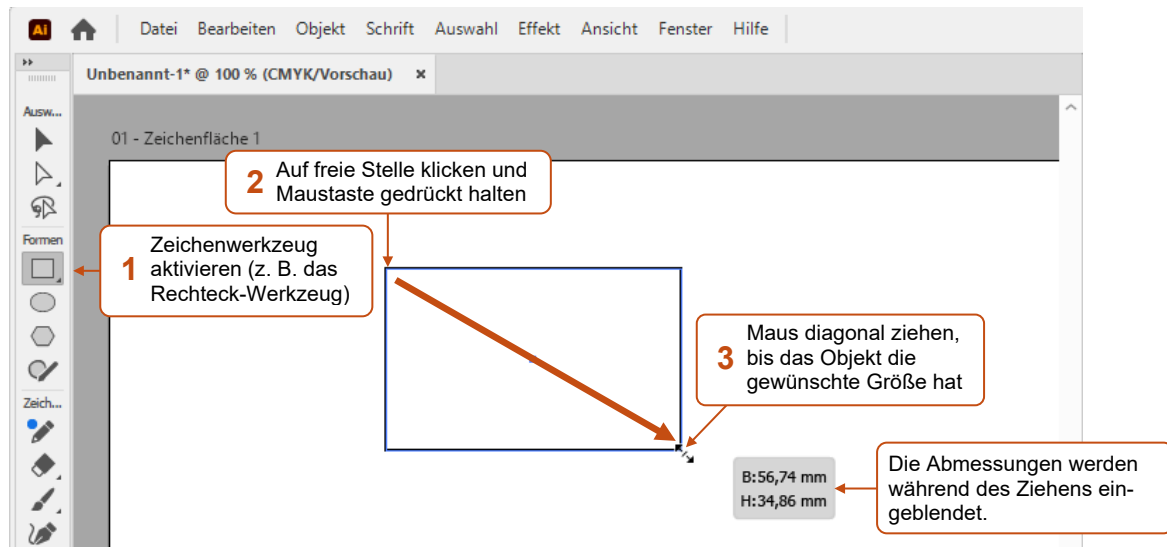 Ai
Datei Bearbeiten Objekt Schrift Auswahl Effekt Ansicht Fenster Hilfe
Unbenannt-1* @ 100 % (CMYK/Vorschau) ×
Ausw...
01 - Zeichenfläche 1
2 Auf freie Stelle klicken und
Maustaste gedrückt halten
Formen
1 Zeichenwerkzeug
aktivieren (z. B. das
Rechteck-Werkzeug)
3 Maus diagonal ziehen,
bis das Objekt die
gewünschte Größe hat
Zeich...
B:56,74 mm
H:34,86 mm
Die Abmessungen werden
während des Ziehens ein-
geblendet.